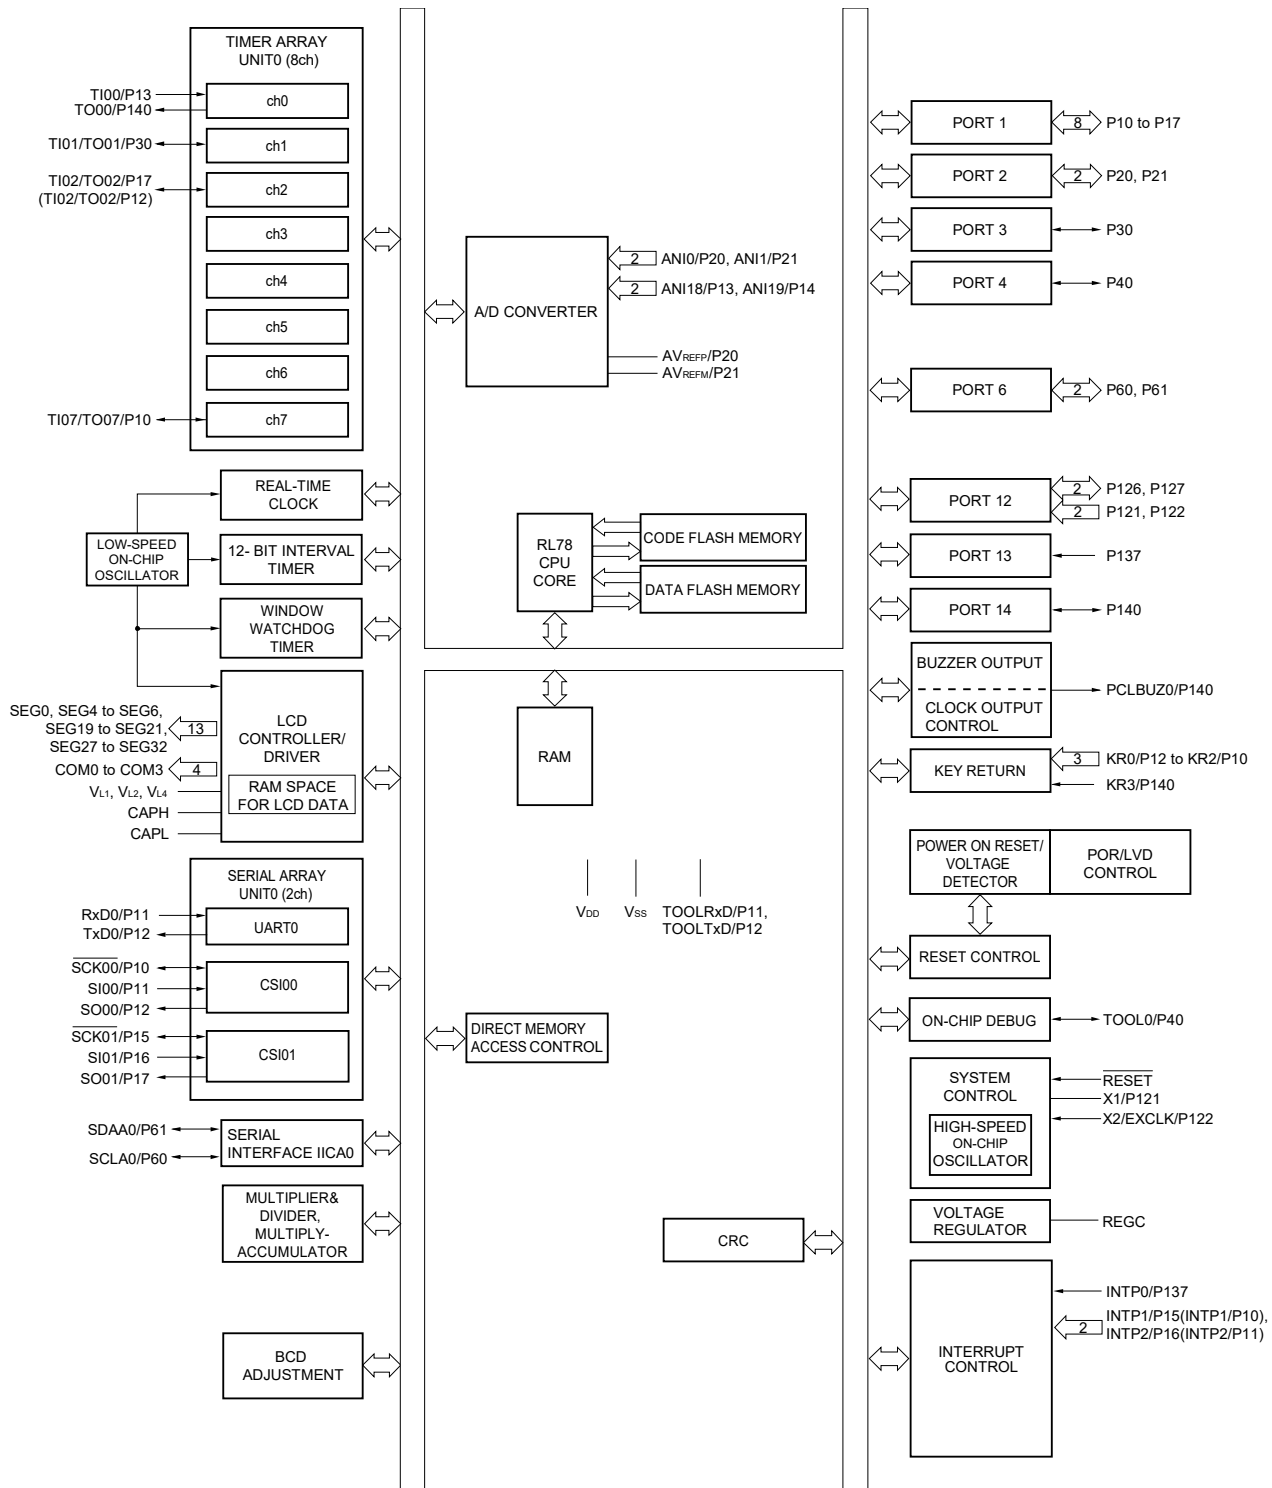 TIMER ARRAY
UNIT0 (8ch)
TI00/P13
TO00/P140
ch0
TI01/TO01/P30
ch1
TI02/TO02/P17
(TI02/TO02/P12)
ch2
ch3
ch4
ch5
ch6
TI07/TO07/P10
ch7
REAL-TIME
CLOCK
LOW-SPEED
ON-CHIP
OSCILLATOR
12- BIT INTERVAL
TIMER
WINDOW
WATCHDOG
TIMER
SEG0, SEG4 to SEG6,
SEG19 to SEG21,
SEG27 to SEG32
13
COM0 to COM3
4
VL1, VL2, VL4
CAPH
CAPL
LCD
CONTROLLER/
DRIVER
RAM SPACE
FOR LCD DATA
SERIAL ARRAY
UNIT0 (2ch)
RxD0/P11
TxD0/P12
UART0
SCK00/P10
SI00/P11
SO00/P12
CSI00
SCK01/P15
SI01/P16
SO01/P17
CSI01
SDAA0/P61
SCLA0/P60
SERIAL
INTERFACE IICA0
MULTIPLIER&
DIVIDER,
MULTIPLY-
ACCUMULATOR
BCD
ADJUSTMENT
A/D CONVERTER
2
ANI0/P20, ANI1/P21
2
ANI18/P13, ANI19/P14
AVREFP/P20
AVREFM/P21
RL78
CPU
CORE
CODE FLASH MEMORY
DATA FLASH MEMORY
RAM
VDD
VSS
TOOLRxD/P11,
TOOLTxD/P12
DIRECT MEMORY
ACCESS CONTROL
CRC
PORT 1
8
P10 to P17
PORT 2
2
P20, P21
PORT 3
P30
PORT 4
P40
PORT 6
2
P60, P61
PORT 12
2
P126, P127
2
P121, P122
PORT 13
P137
PORT 14
P140
BUZZER OUTPUT
CLOCK OUTPUT
CONTROL
PCLBUZ0/P140
KEY RETURN
3
KR0/P12 to KR2/P10
KR3/P140
POWER ON RESET/
VOLTAGE
DETECTOR
POR/LVD
CONTROL
RESET CONTROL
ON-CHIP DEBUG
TOOL0/P40
SYSTEM
CONTROL
HIGH-SPEED
ON-CHIP
OSCILLATOR
RESET
X1/P121
X2/EXCLK/P122
VOLTAGE
REGULATOR
REGC
INTERRUPT
CONTROL
INTP0/P137
2
INTP1/P15(INTP1/P10),
INTP2/P16(INTP2/P11)